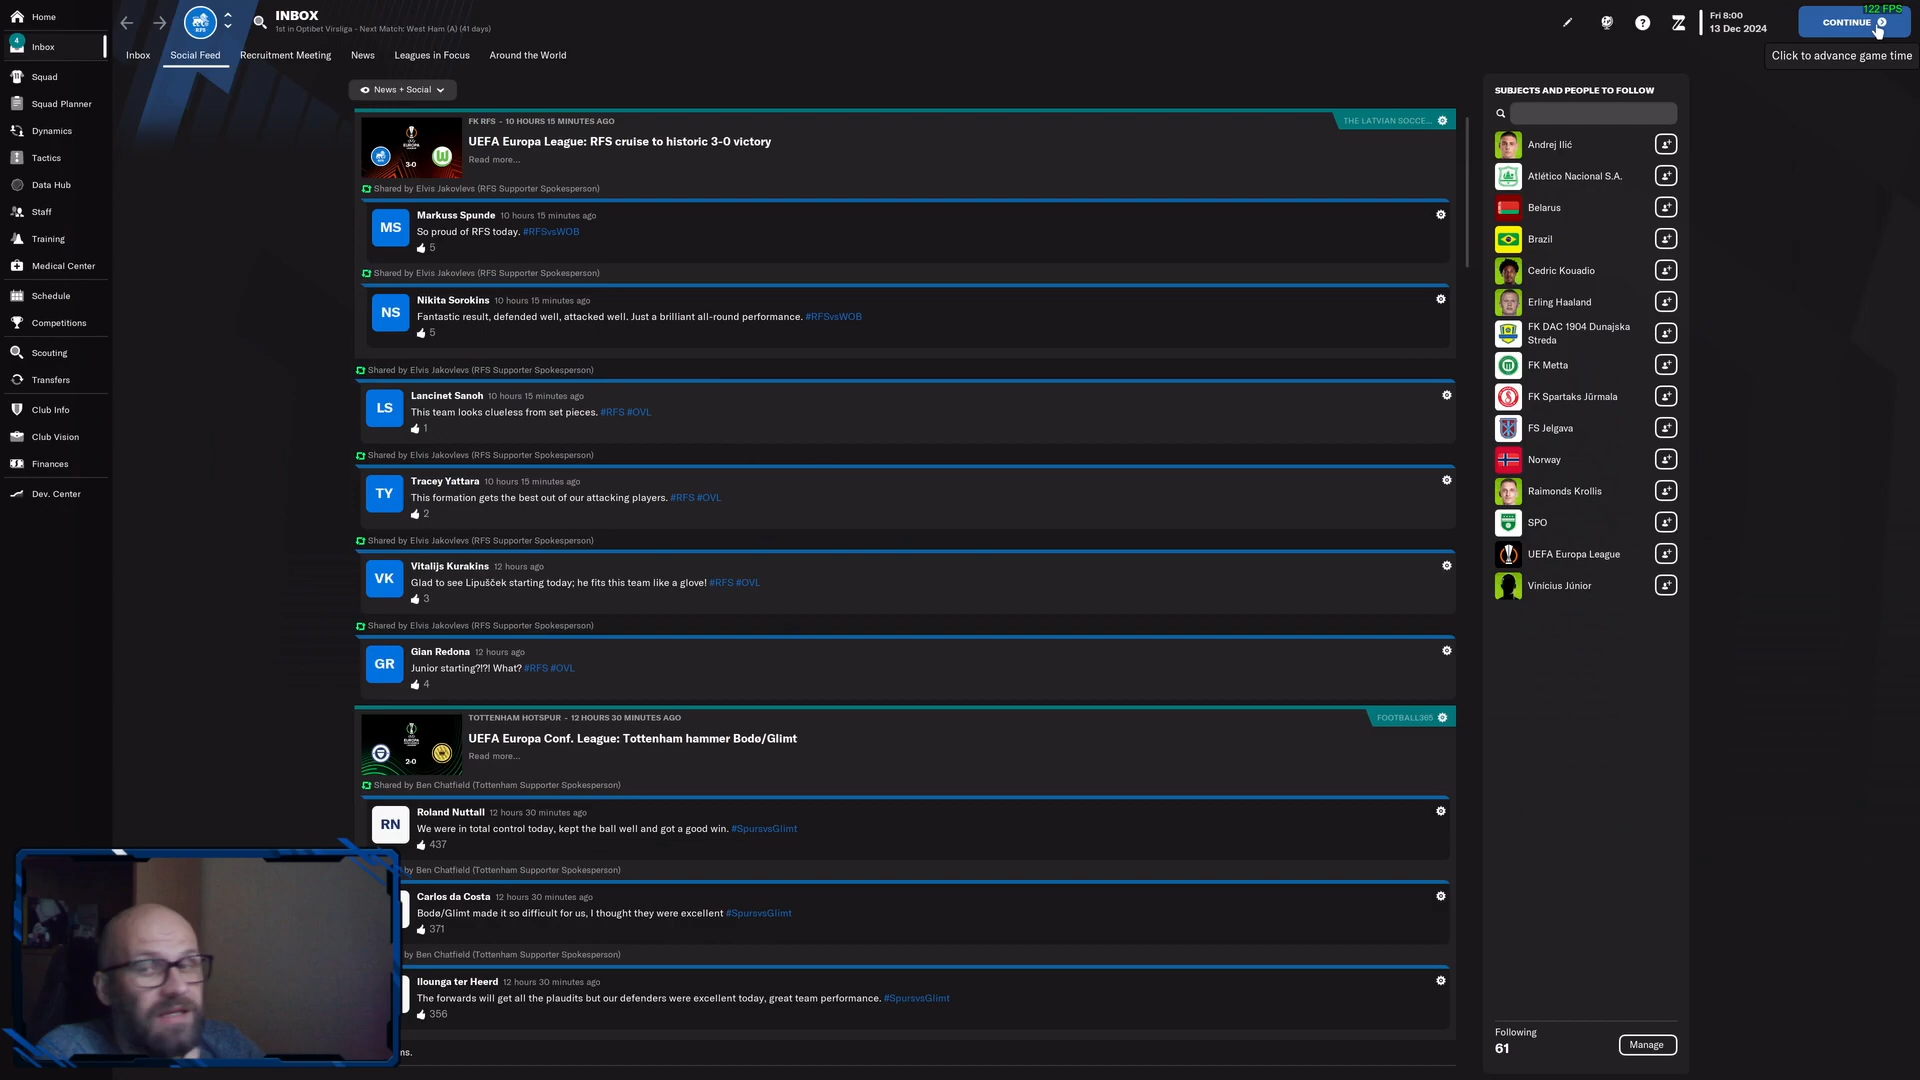 Home
4
Inbox
Squad
Squad Planner
Dynamics
Tactics
Data Hub
Staff
Training
Medical Center
Schedule
Competitions
Scouting
Transfers
Club Info
Club Vision
Finances
Dev. Center
RFS
INBOX
1st in Optibet Virsliga - Next Match: West Ham (A) (41 days)
Fri 8:00
13 Dec 2024
122 FPS
CONTINUE
Click to advance game time
Inbox
Social Feed
Recruitment Meeting
News
Leagues in Focus
Around the World
News + Social
FK RFS - 10 HOURS 15 MINUTES AGO
THE LATVIAN SOCCE...
UEFA Europa League: RFS cruise to historic 3-0 victory
Read more...
3-0
Shared by Elvis Jakovlevs (RFS Supporter Spokesperson)
MS
Markuss Spunde 10 hours 15 minutes ago
So proud of RFS today. #RFSvsWOB
5
Shared by Elvis Jakovlevs (RFS Supporter Spokesperson)
NS
Nikita Sorokins 10 hours 15 minutes ago
Fantastic result, defended well, attacked well. Just a brilliant all-round performance. #RFSvsWOB
5
Shared by Elvis Jakovlevs (RFS Supporter Spokesperson)
LS
Lancinet Sanoh 10 hours 15 minutes ago
This team looks clueless from set pieces. #RFS #OVL
1
Shared by Elvis Jakovlevs (RFS Supporter Spokesperson)
TY
Tracey Yattara 10 hours 15 minutes ago
This formation gets the best out of our attacking players. #RFS #OVL
2
Shared by Elvis Jakovlevs (RFS Supporter Spokesperson)
VK
Vitalijs Kurakins 12 hours ago
Glad to see Lipušček starting today; he fits this team like a glove! #RFS #OVL
3
Shared by Elvis Jakovlevs (RFS Supporter Spokesperson)
GR
Gian Redona 12 hours ago
Junior starting?!?! What? #RFS #OVL
4
TOTTENHAM HOTSPUR - 12 HOURS 30 MINUTES AGO
FOOTBALL365
UEFA Europa Conf. League: Tottenham hammer Bodø/Glimt
Read more...
2-0
Shared by Ben Chatfield (Tottenham Supporter Spokesperson)
RN
Roland Nuttall 12 hours 30 minutes ago
We were in total control today, kept the ball well and got a good win. #SpursvsGlimt
437
by Ben Chatfield (Tottenham Supporter Spokesperson)
Carlos da Costa 12 hours 30 minutes ago
Bodø/Glimt made it so difficult for us, I thought they were excellent #SpursvsGlimt
371
by Ben Chatfield (Tottenham Supporter Spokesperson)
Ilounga ter Heerd 12 hours 30 minutes ago
The forwards will get all the plaudits but our defenders were excellent today, great team performance. #SpursvsGlimt
356
ms.
SUBJECTS AND PEOPLE TO FOLLOW
Andrej Ilić
Atlético Nacional S.A.
Belarus
Brazil
Cedric Kouadio
Erling Haaland
FK DAC 1904 Dunajska
Streda
FK Metta
FK Spartaks Jūrmala
FS Jelgava
Norway
Raimonds Krollis
SPO
UEFA Europa League
Vinícius Júnior
Following
61
Manage